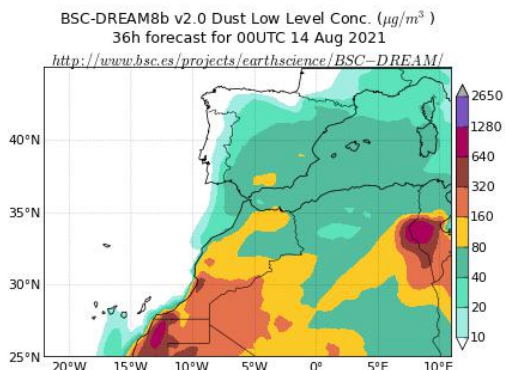 BSC-DREAM8b v2.0 Dust Low Level Conc. (μg/m³ )
36h forecast for 00UTC 14 Aug 2021
http://www.bsc.es/projects/earthscience/BSC−DREAM/
40°N
35°N
30°N
25°N
20°W
15°W
10°W
5°W
0°
5°E
10°E
2650
1280
640
320
160
80
40
20
10